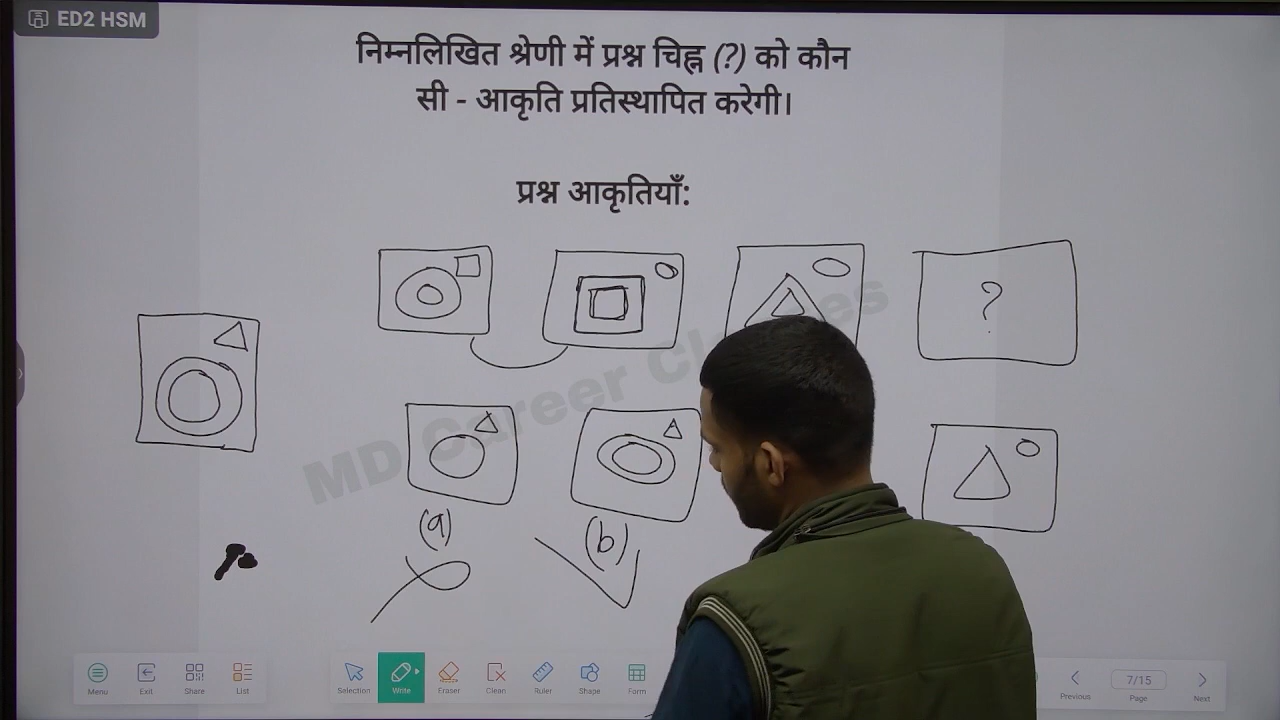 ED2 HSM
निम्नलिखित श्रेणी में प्रश्न चिह्न (?) को कौन
सी - आकृति प्रतिस्थापित करेगी।
प्रश्न आकृतियाँ:
?
MD Career Classes
(a)
(b)
Menu
Exit
Share
List
Selection
Write
Eraser
Clean
Ruler
Shape
Form
Previous
7/15
Page
Next